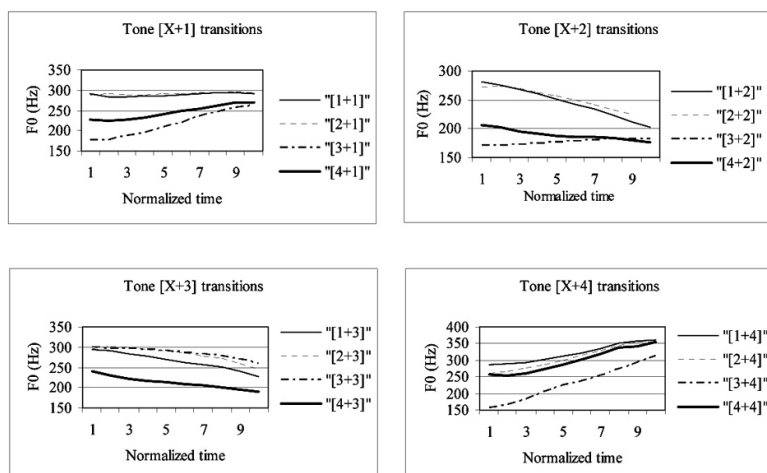 Tone [X+1] transitions
F0 (Hz)
350
300
250
200
150
1 3 5 7 9
Normalized time
"[1+1]"
"[2+1]"
"[3+1]"
"[4+1]"
Tone [X+2] transitions
F0 (Hz)
300
250
200
150
1 3 5 7 9
Normalized time
"[1+2]"
"[2+2]"
"[3+2]"
"[4+2]"
Tone [X+3] transitions
F0 (Hz)
350
300
250
200
150
1 3 5 7 9
Normalized time
"[1+3]"
"[2+3]"
"[3+3]"
"[4+3]"
Tone [X+4] transitions
F0 (Hz)
400
350
300
250
200
150
1 3 5 7 9
Normalized time
"[1+4]"
"[2+4]"
"[3+4]"
"[4+4]"